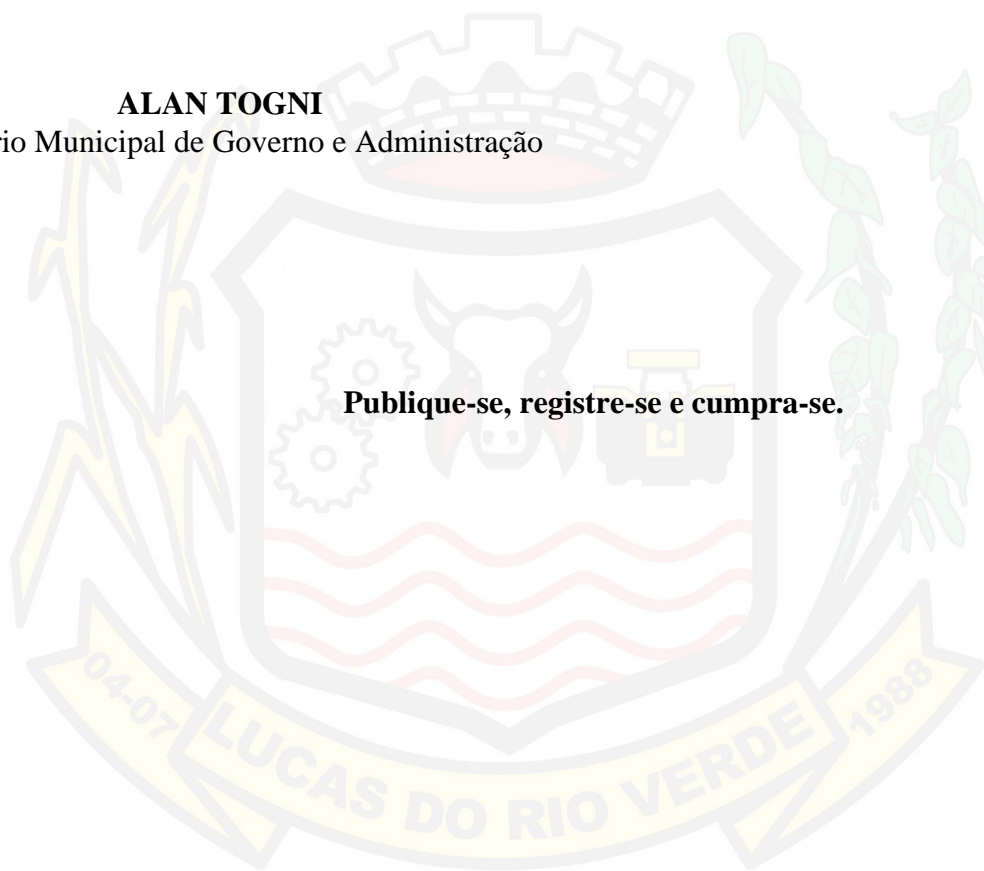 ALAN TOGNI
rio Municipal de Governo e Administração
Publique-se, registre-se e cumpra-se.
04-07 LUCAS DO RIO VERDE 1988